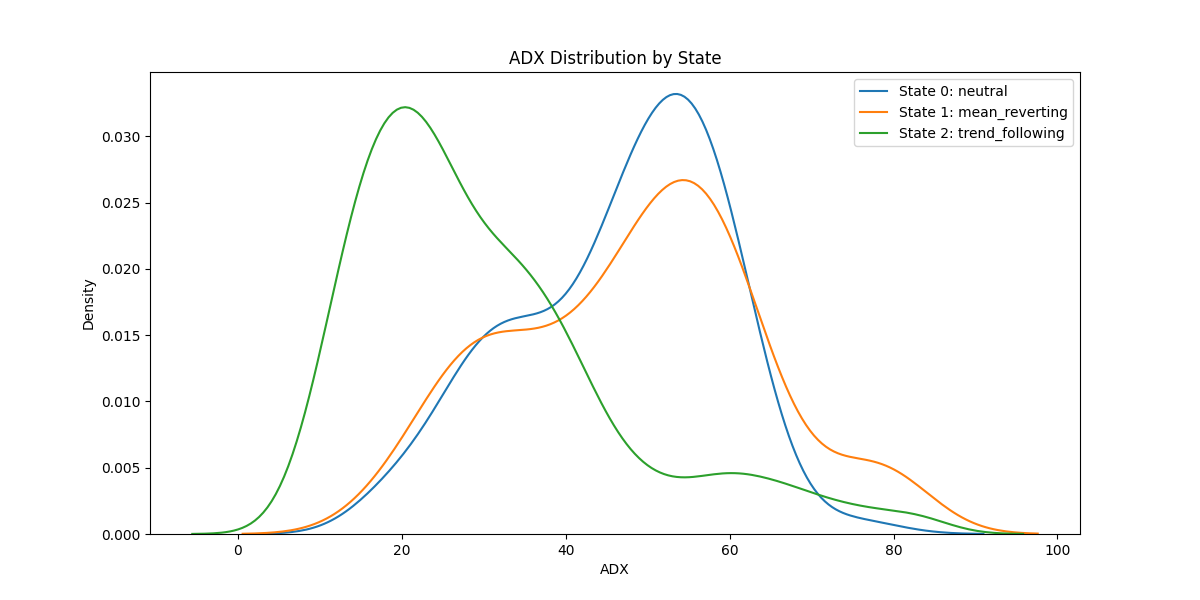 ADX Distribution by State
State 0: neutral
State 1: mean_reverting
State 2: trend_following
Density
0.030
0.025
0.020
0.015
0.010
0.005
0.000
0 20 40 60 80 100
ADX